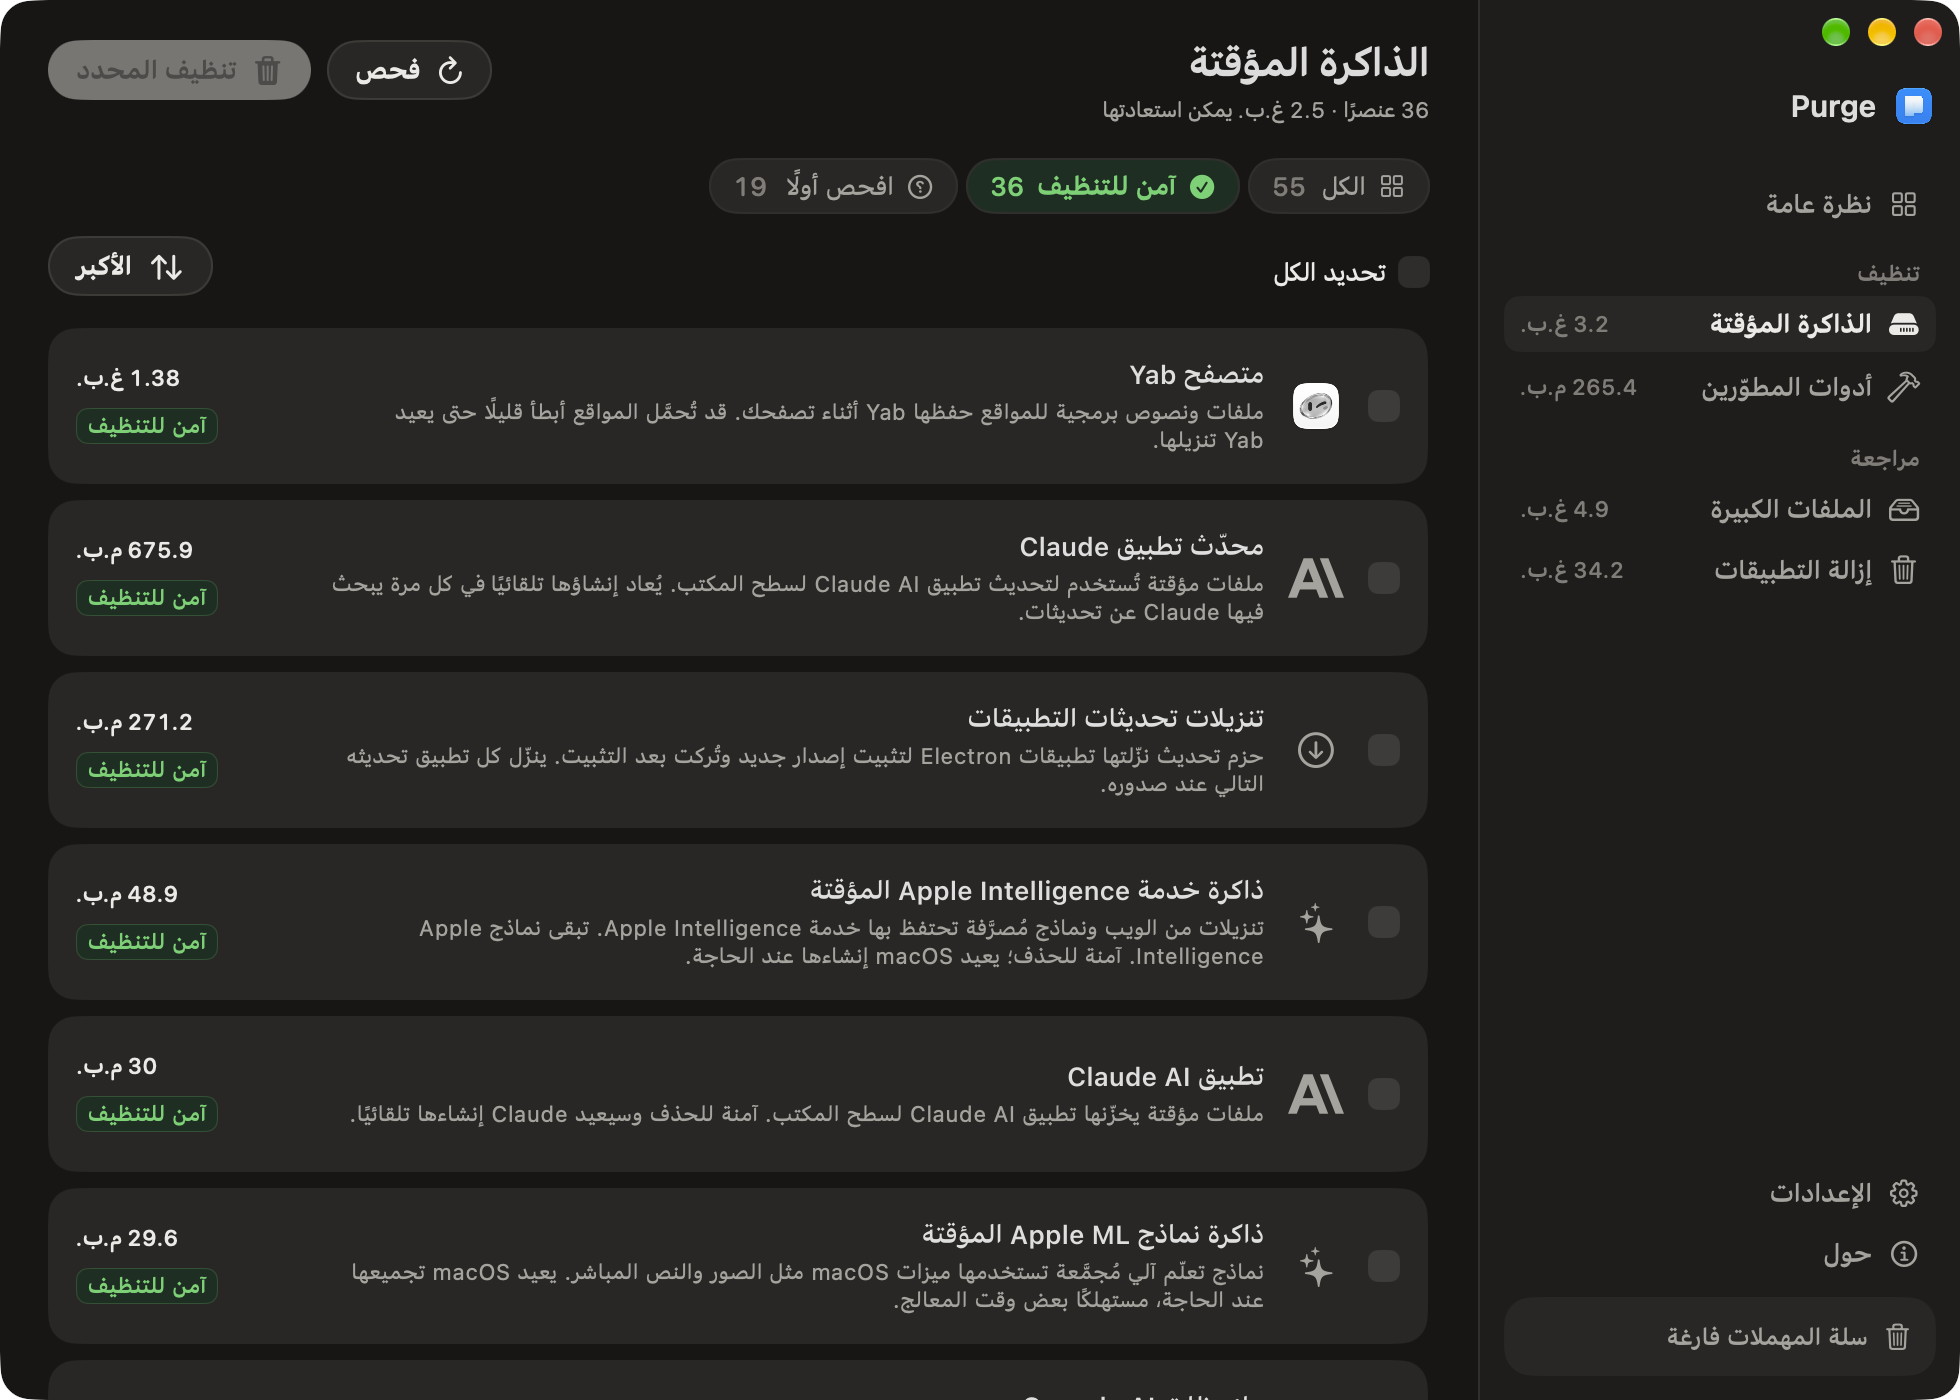 Purge
نظرة عامة
تنظيف
الذاكرة المؤقتة 3.2 غ.ب.
أدوات المطوّرين 265.4 م.ب.
مراجعة
الملفات الكبيرة 4.9 غ.ب.
إزالة التطبيقات 34.2 غ.ب.
الإعدادات
حول
سلة المهملات فارغة
الذاكرة المؤقتة
36 عنصرًا · 2.5 غ.ب. يمكن استعادتها
فحص
تنظيف المحدد
الكل 55
آمن للتنظيف 36
افحص أولًا 19
تحديد الكل
الأكبر
متصفح Yab
ملفات ونصوص برمجية للمواقع حفظها Yab أثناء تصفحك. قد تُحمَّل المواقع أبطأ قليلًا حتى يعيد
Yab تنزيلها.
1.38 غ.ب.
آمن للتنظيف
محدّث تطبيق Claude
ملفات مؤقتة تُستخدم لتحديث تطبيق Claude AI لسطح المكتب. يُعاد إنشاؤها تلقائيًا في كل مرة يبحث
فيها Claude عن تحديثات.
675.9 م.ب.
آمن للتنظيف
تنزيلات تحديثات التطبيقات
حزم تحديث نزّلتها تطبيقات Electron لتثبيت إصدار جديد وتُركت بعد التثبيت. ينزّل كل تطبيق تحديثه
التالي عند صدوره.
271.2 م.ب.
آمن للتنظيف
ذاكرة خدمة Apple Intelligence المؤقتة
تنزيلات من الويب ونماذج مُصرَّفة تحتفظ بها خدمة Apple Intelligence. تبقى نماذج Apple
Intelligence. آمنة للحذف؛ يعيد macOS إنشاءها عند الحاجة.
48.9 م.ب.
آمن للتنظيف
تطبيق Claude AI
ملفات مؤقتة يخزّنها تطبيق Claude AI لسطح المكتب. آمنة للحذف وسيعيد Claude إنشاءها تلقائيًا.
30 م.ب.
آمن للتنظيف
ذاكرة نماذج Apple ML المؤقتة
نماذج تعلّم آلي مُجمَّعة تستخدمها ميزات macOS مثل الصور والنص المباشر. يعيد macOS تجميعها
عند الحاجة، مستهلكًا بعض وقت المعالج.
29.6 م.ب.
آمن للتنظيف